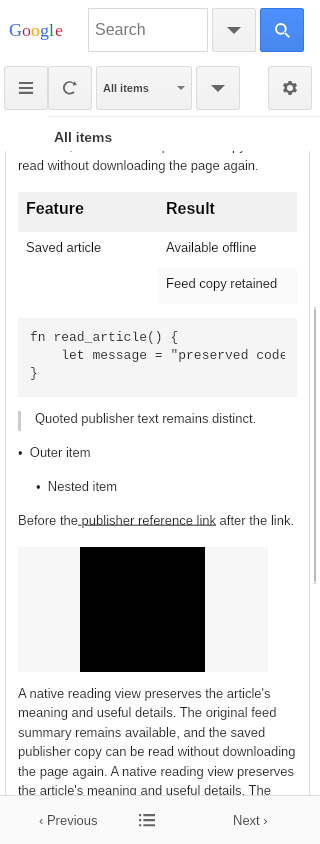 Google
Search
All items
All items
read without downloading the page again.
Feature Result
Saved article Available offline
Feed copy retained
fn read_article() {
let message = "preserved code
}
Quoted publisher text remains distinct.
• Outer item
• Nested item
Before the publisher reference link after the link.
A native reading view preserves the article's
meaning and useful details. The original feed
summary remains available, and the saved
publisher copy can be read without downloading
the page again. A native reading view preserves
the article's meaning and useful details. The
‹ Previous Next ›